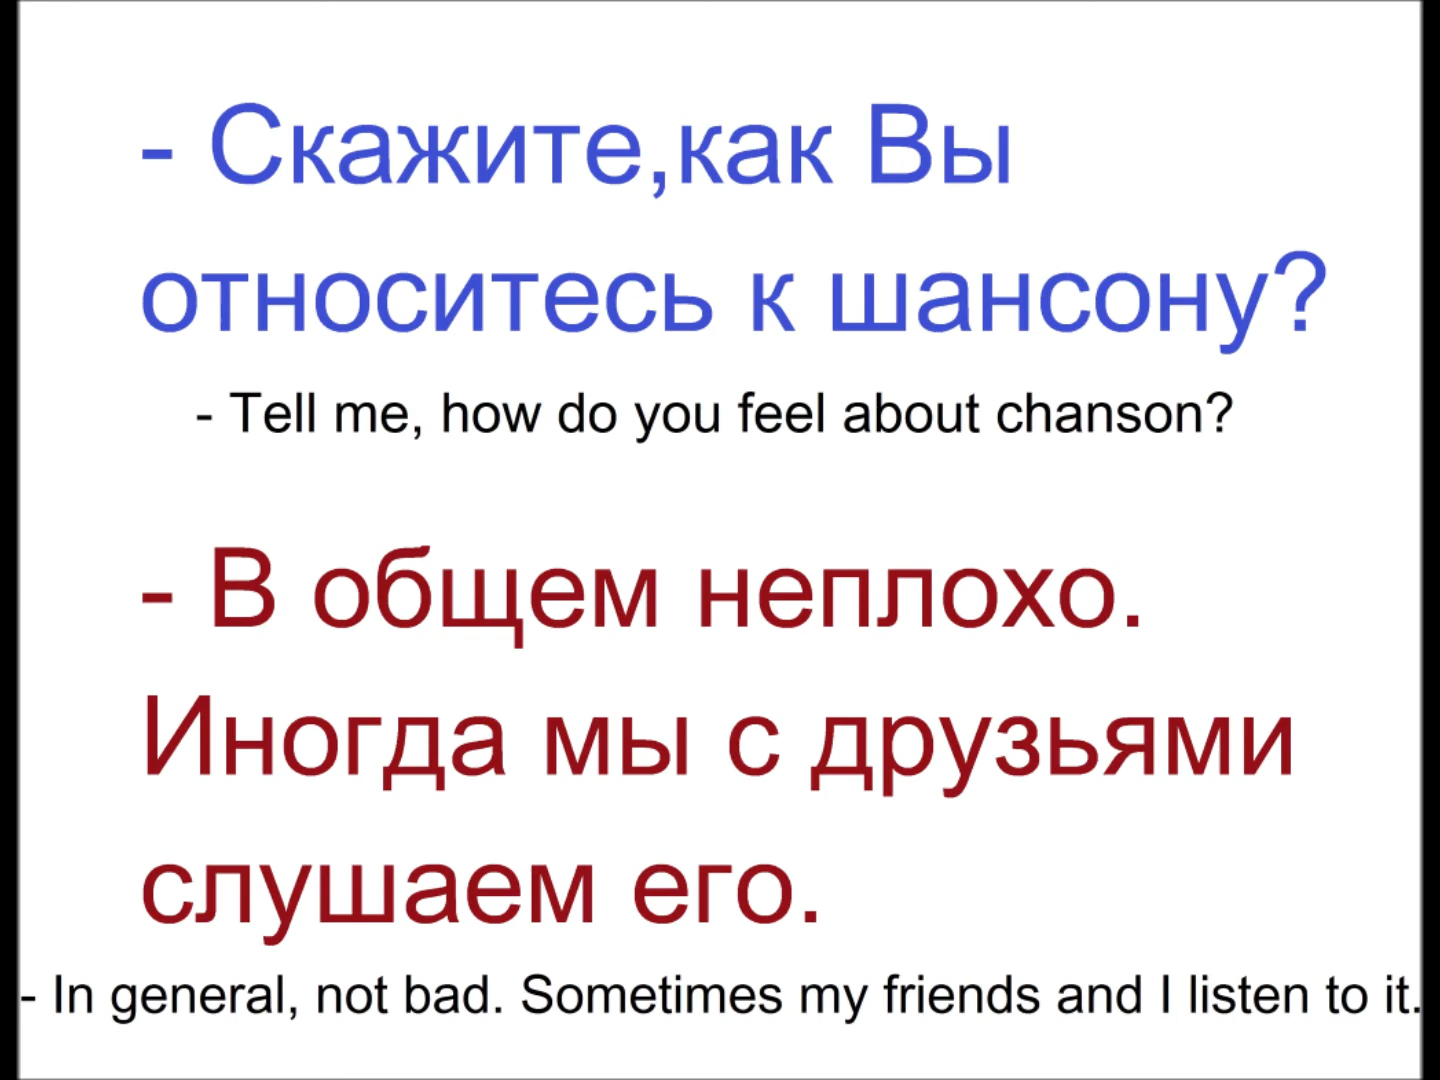 - Скажите,как Вы
относитесь к шансону?
- Tell me, how do you feel about chanson?
- В общем неплохо.
Иногда мы с друзьями
слушаем его.
- In general, not bad. Sometimes my friends and I listen to it.